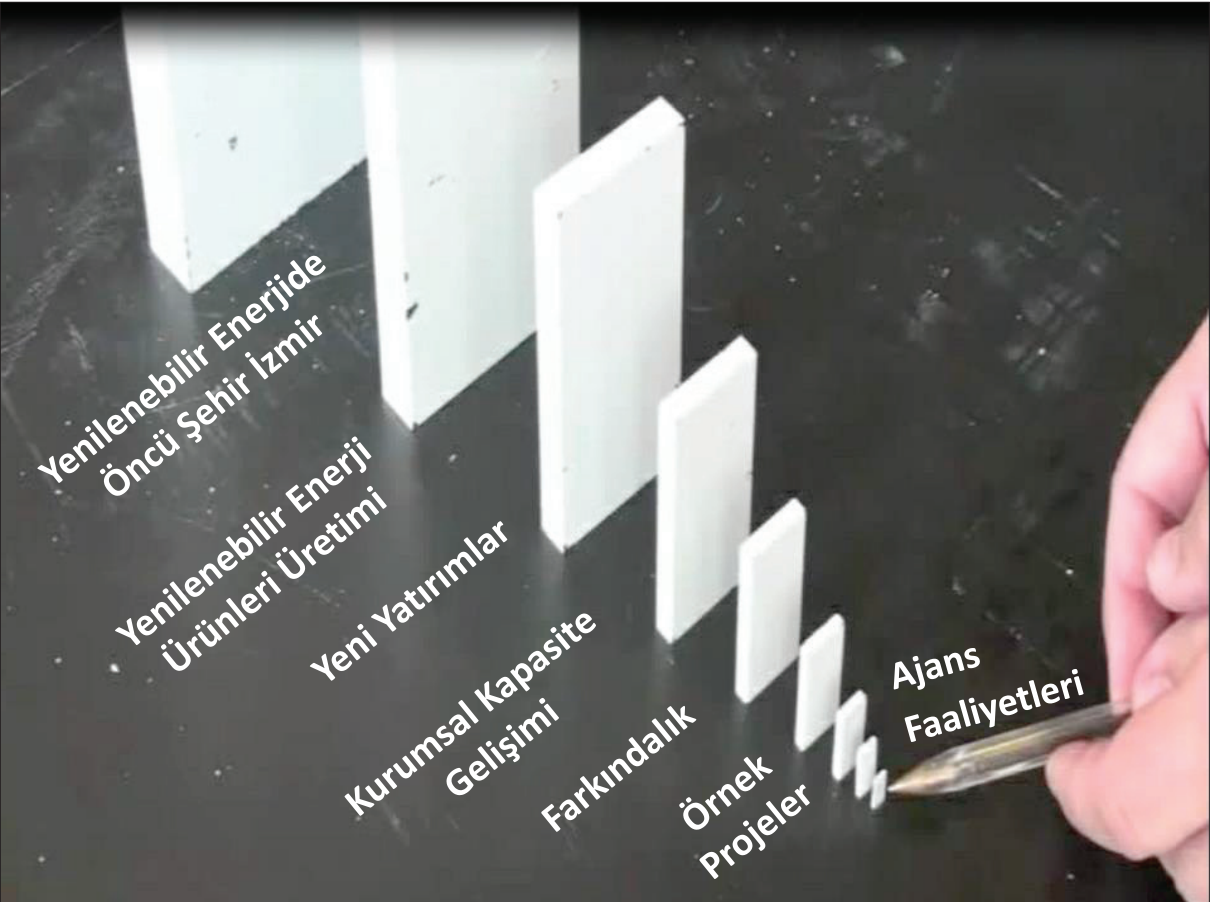 Yenilenebilir Enerjide
Öncü Şehir İzmir
Yenilenebilir Enerji
Ürünleri Üretimi
Yeni Yatırımlar
Kurumsal Kapasite
Gelişimi
Farkındalık
Örnek
Projeler
Ajans
Faaliyetleri